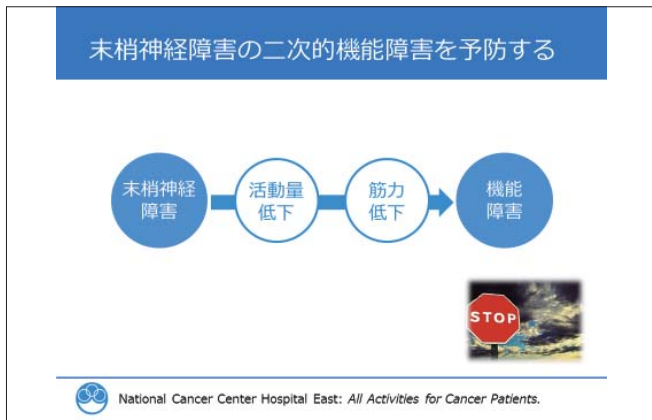 末梢神経障害の二次的機能障害を予防する
末梢神経
障害
活動量
低下
筋力
低下
機能
障害
STOP
National Cancer Center Hospital East: All Activities for Cancer Patients.